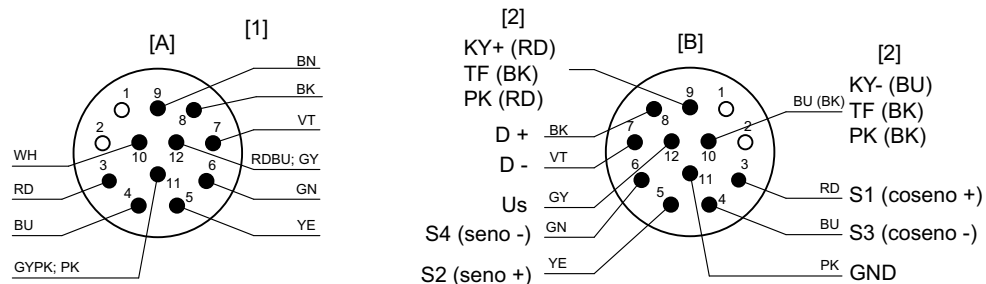 [1]
[A]
BN
BK
VT
RDBU; GY
GN
YE
WH
RD
BU
GYPK; PK
1
9
8
2
7
10
12
3
6
11
4
5
[2]
KY+ (RD)
TF (BK)
PK (RD)
[B]
[2]
KY- (BU)
TF (BK)
PK (BK)
BU (BK)
D + BK
D - VT
Us GY
S4 (seno -) GN
S2 (seno +) YE
RD S1 (coseno +)
BU S3 (coseno -)
PK GND
9
1
8
7
2
12
10
6
3
11
5
4